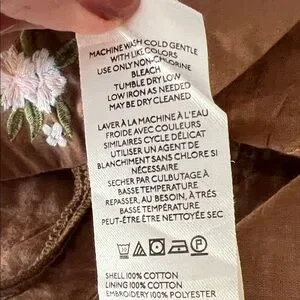 MACHINE WASH COLD GENTLE
WITH LIKE COLORS
USE ONLY NON-CHLORINE
BLEACH
TUMBLE DRY LOW
LOW IRON AS NEEDED
MAY BE DRY CLEANED
LAVER À LA MACHINE À L'EAU
FROIDE AVEC COULEURS
SIMILAIRES CYCLE DÉLICAT
UTILISER UN AGENT DE
BLANCHIMENT SANS CHLORE SI
NÉCESSAIRE
SECHER PAR CULBUTAGE À
BASSE TEMPÉRATURE
REPASSER, AU BESOIN, À TRÈS
BASSE TEMPÉRATURE
PEUT-ÊTRE ÊTRE NETTOYÉE SEC
SHELL 100% COTTON
LINING 100% COTTON
EMBROIDERY 100% POLYESTER